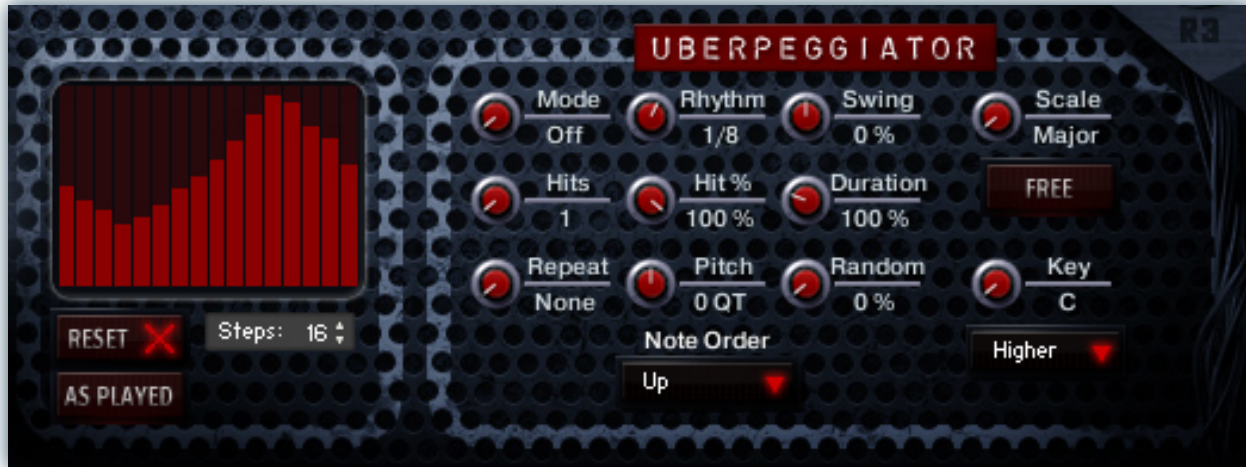 R3
UBERPEGGIATOR
Mode
Off
Rhythm
1/8
Swing
0 %
Scale
Major
Hits
1
Hit %
100 %
Duration
100 %
FREE
Repeat
None
Pitch
0 QT
Random
0 %
Key
C
RESET
Steps: 16
AS PLAYED
Note Order
Up
Higher